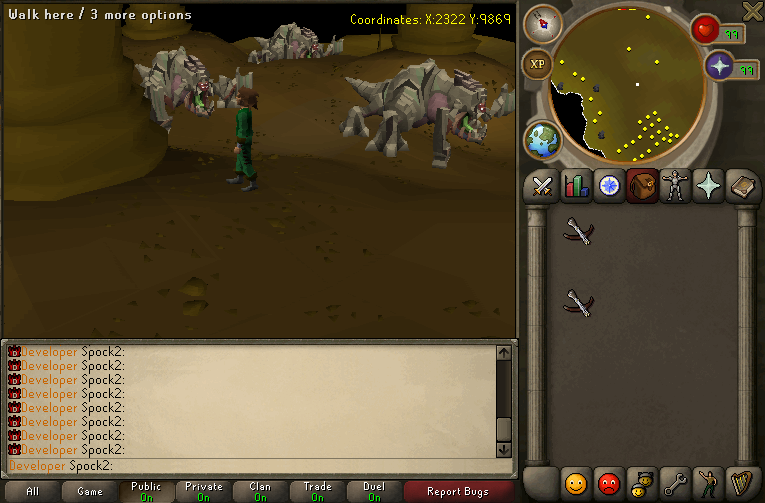 Walk here / 3 more options
Coordinates: X:2322 Y:9869
99
XP
99
Developer Spock2:
Developer Spock2:
Developer Spock2:
Developer Spock2:
Developer Spock2:
Developer Spock2:
Developer Spock2:
Developer Spock2:
Developer Spock2:
All
Game
Public
On
Private
On
Clan
On
Trade
On
Duel
On
Report Bugs